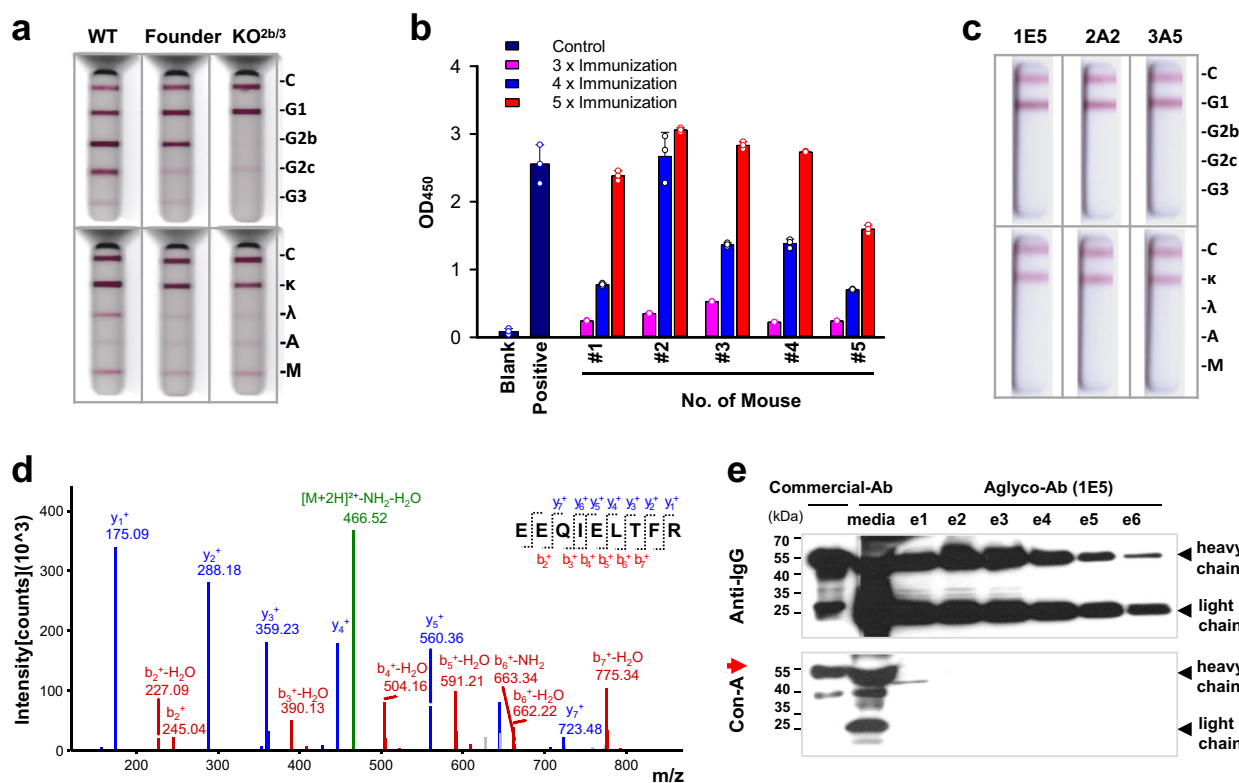 a
WT Founder KO2b/3
-C
-G1
-G2b
-G2c
-G3
-C
-κ
-λ
-A
-M
b
Control
3 x Immunization
4 x Immunization
5 x Immunization
OD450
4
3
2
1
0
Blank
Positive
#1
#2
#3
#4
#5
No. of Mouse
c
1E5 2A2 3A5
-C
-G1
-G2b
-G2c
-G3
-C
-κ
-λ
-A
-M
d
Intensity[counts](10^3)
400
300
200
100
0
y1+
175.09
b2+-H2O
227.09
b2+
245.04
y2+
288.18
y3+
359.23
b3+-H2O
390.13
y4+
[M+2H]2+-NH2-H2O
466.52
b4+-H2O
504.16
y5+
560.36
b5+-H2O
591.21
b6+-NH2
663.34
b6+-H2O
662.22
y7+
723.48
b7+-H2O
775.34
y7+ y6+ y5+ y4+ y3+ y2+ y1+
E E Q I E L T F R
b2+ b3+ b4+ b5+ b6+ b7+
200 300 400 500 600 700 800
m/z
e
Commercial-Ab Aglyco-Ab (1E5)
(kDa) media e1 e2 e3 e4 e5 e6
Anti-IgG
70
55
40
35
25
heavy
chain
light
chain
Con-A
55
40
35
25
heavy
chain
light
chain